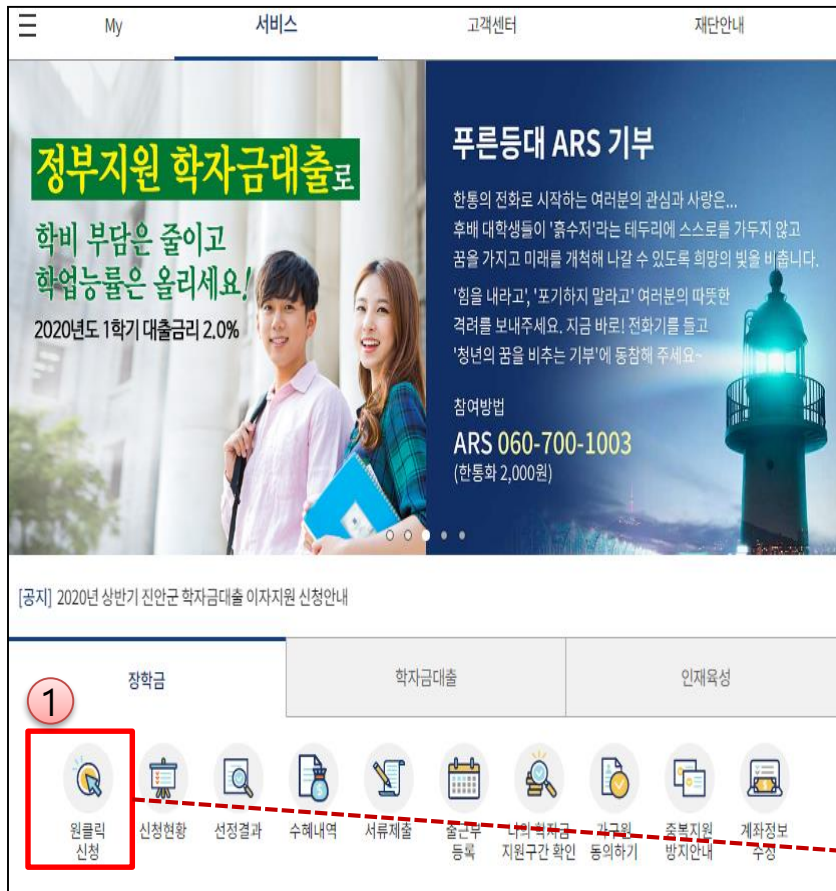 My 서비스 고객센터 재단안내
정부지원 학자금대출로
학비 부담은 줄이고
학업능률은 올리세요!
2020년도 1학기 대출금리 2.0%
푸른등대 ARS 기부
한통의 전화로 시작하는 여러분의 관심과 사랑은...
후배 대학생들이 '흙수저'라는 테두리에 스스로를 가두지 않고
꿈을 가지고 미래를 개척해 나갈 수 있도록 희망의 빛을 비춥니다.
'힘을 내라고', '포기하지 말라고' 여러분의 따뜻한
격려를 보내주세요. 지금 바로! 전화기를 들고
'청년의 꿈을 비추는 기부'에 동참해 주세요~
참여방법
ARS 060-700-1003
(한통화 2,000원)
[공지] 2020년 상반기 진안군 학자금대출 이자지원 신청안내
장학금 학자금대출 인재육성
1
원클릭
신청
신청현황
선정결과
수혜내역
서류제출
출근부
등록
나의 학자금
지원구간 확인
가구원
동의하기
중복지원
방지안내
계좌정보
수정